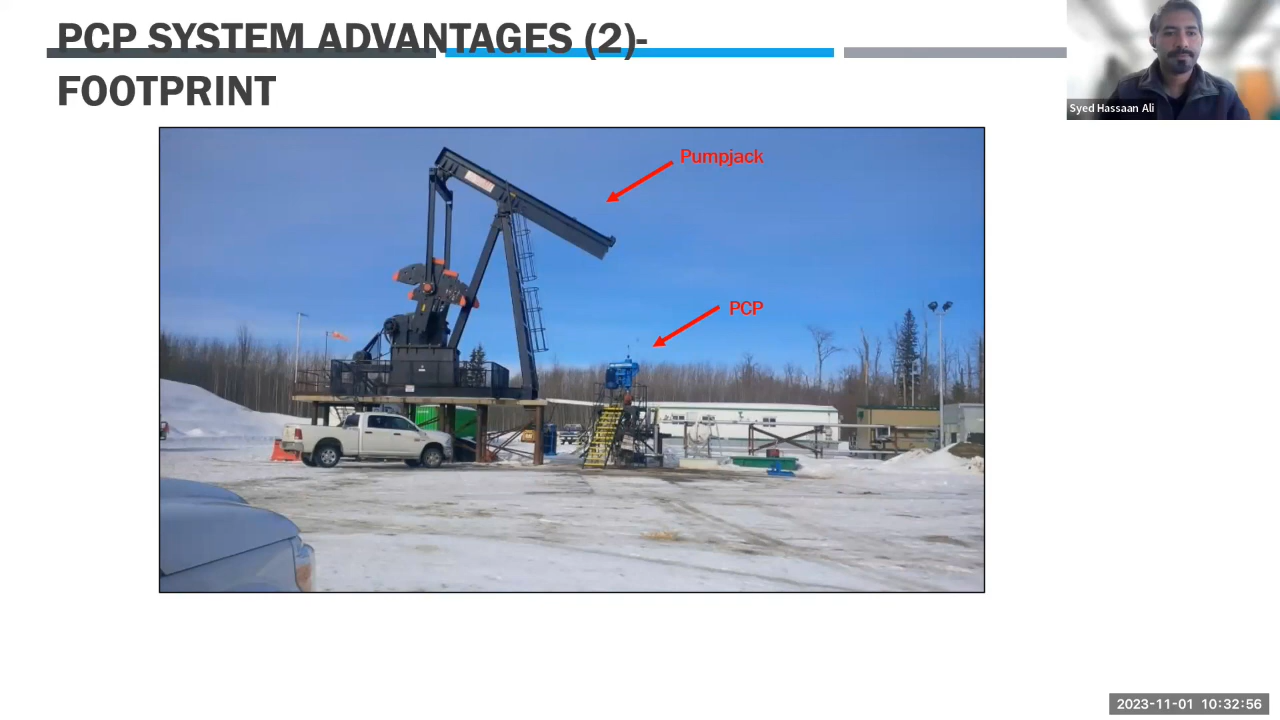 PCP SYSTEM ADVANTAGES (2)-
FOOTPRINT
Syed Hassaan Ali
Pumpjack
PCP
2023-11-01 10:32:56